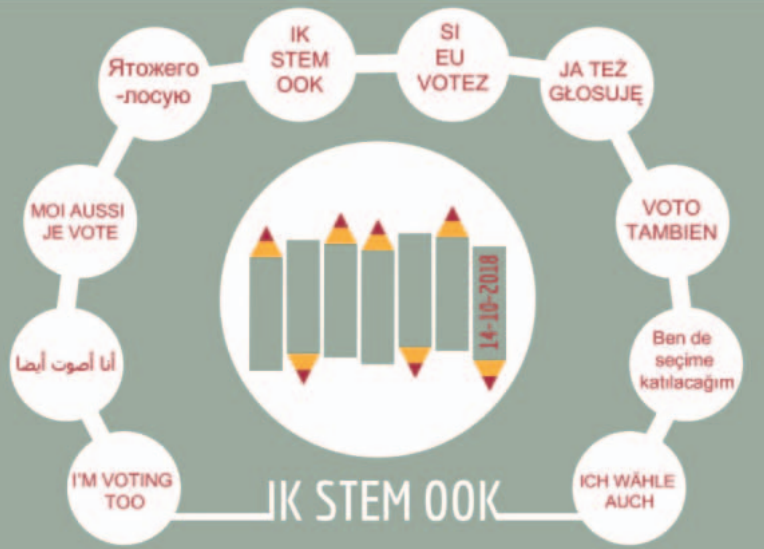 IK
STEM
OOK
SI
EU
VOTEZ
Ятожего
-лосую
JA TEŻ
GŁOSUJĘ
MOI AUSSI
JE VOTE
VOTO
TAMBIEN
14-10-2018
أنا أصوت أيضا
Ben de
seçime
katılacağım
I'M VOTING
TOO
IK STEM OOK
ICH WÄHLE
AUCH